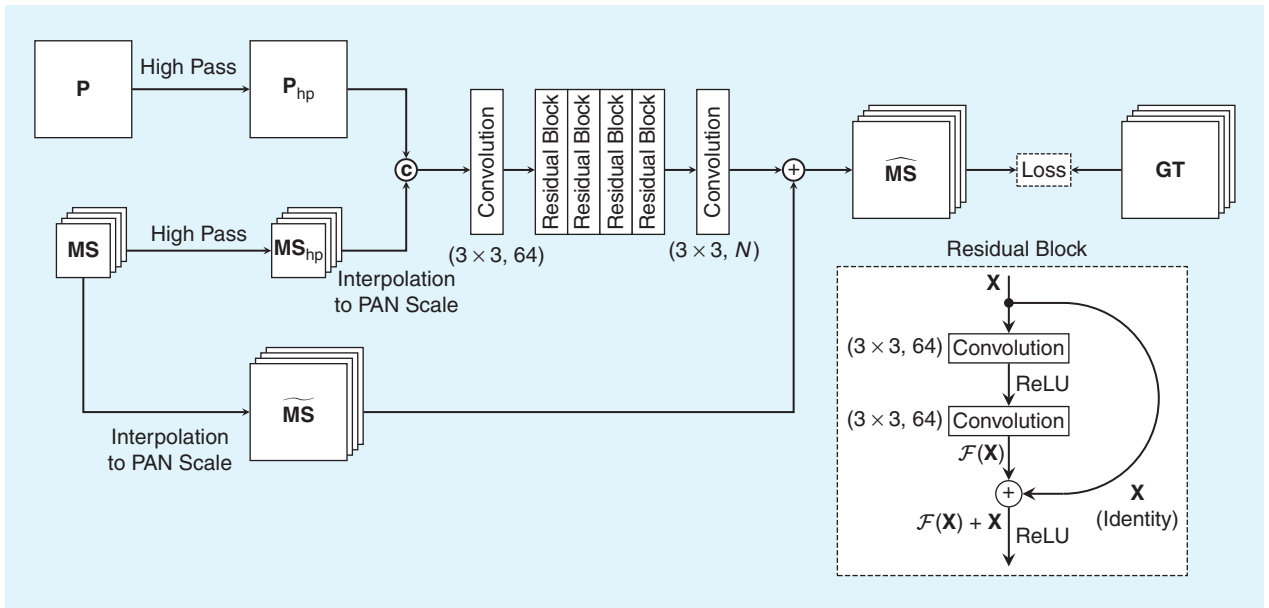 P
High Pass
P_hp
MS
High Pass
MS_hp
Interpolation
to PAN Scale
c
Convolution
(3 × 3, 64)
Residual Block
Residual Block
Residual Block
Residual Block
Convolution
(3 × 3, N)
+
M͡S
Loss
GT
Interpolation
to PAN Scale
M͠S
Residual Block
X
(3 × 3, 64) Convolution
ReLU
(3 × 3, 64) Convolution
ℱ(X)
+
X
(Identity)
ℱ(X) + X
ReLU